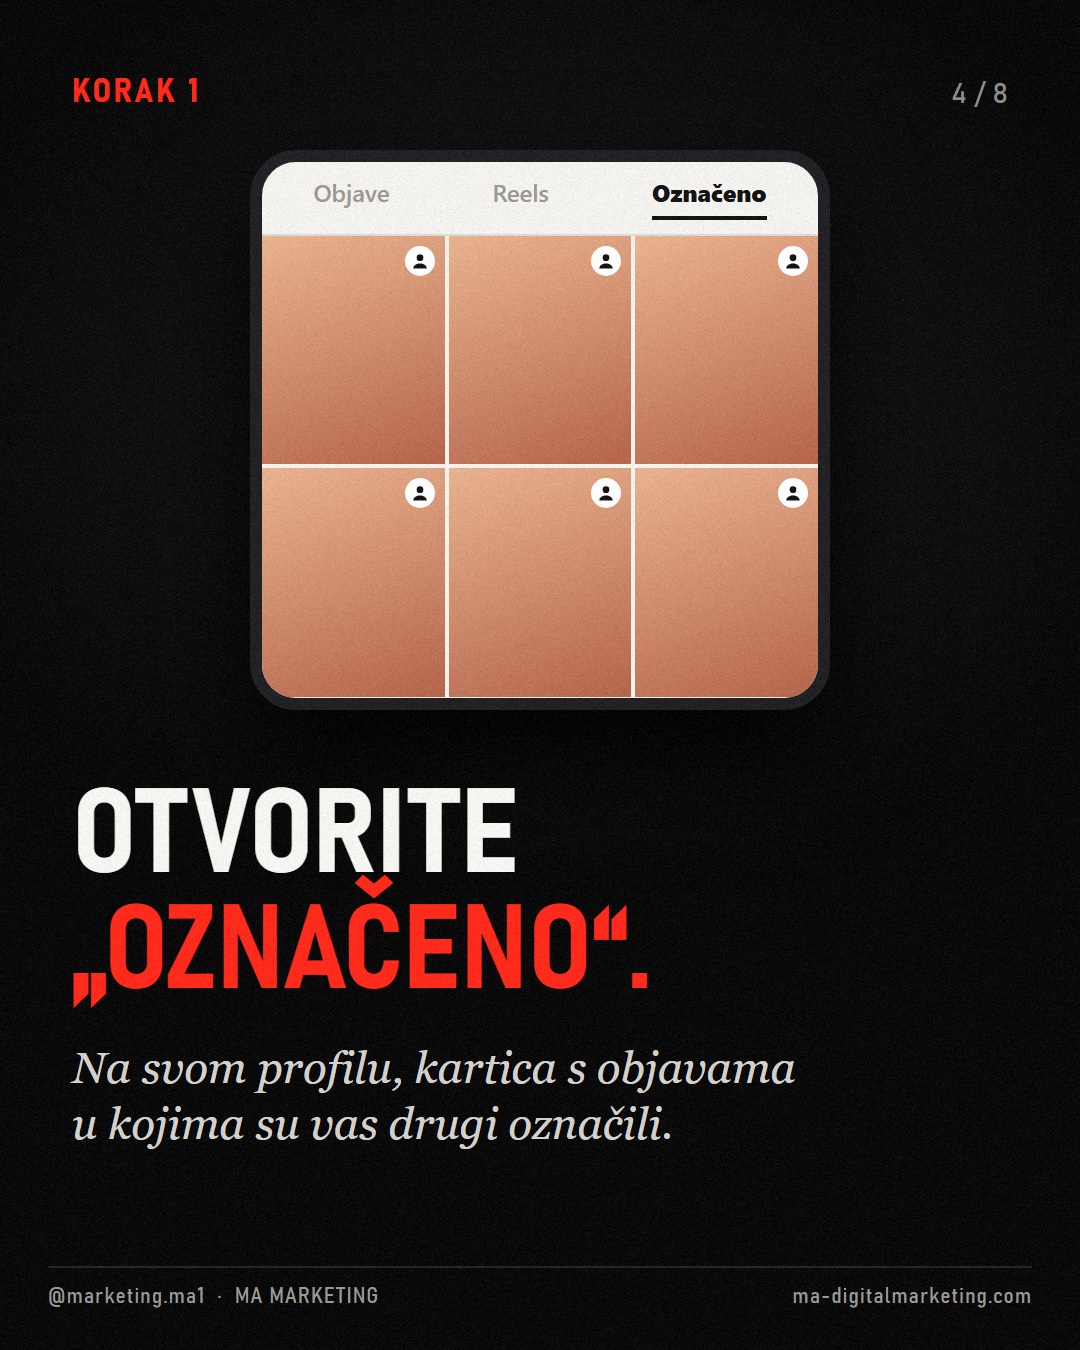 KORAK 1
4 / 8
Objave Reels Označeno
OTVORITE
„OZNAČENO“.
Na svom profilu, kartica s objavama
u kojima su vas drugi označili.
@marketing.ma1 · MA MARKETING
ma-digitalmarketing.com